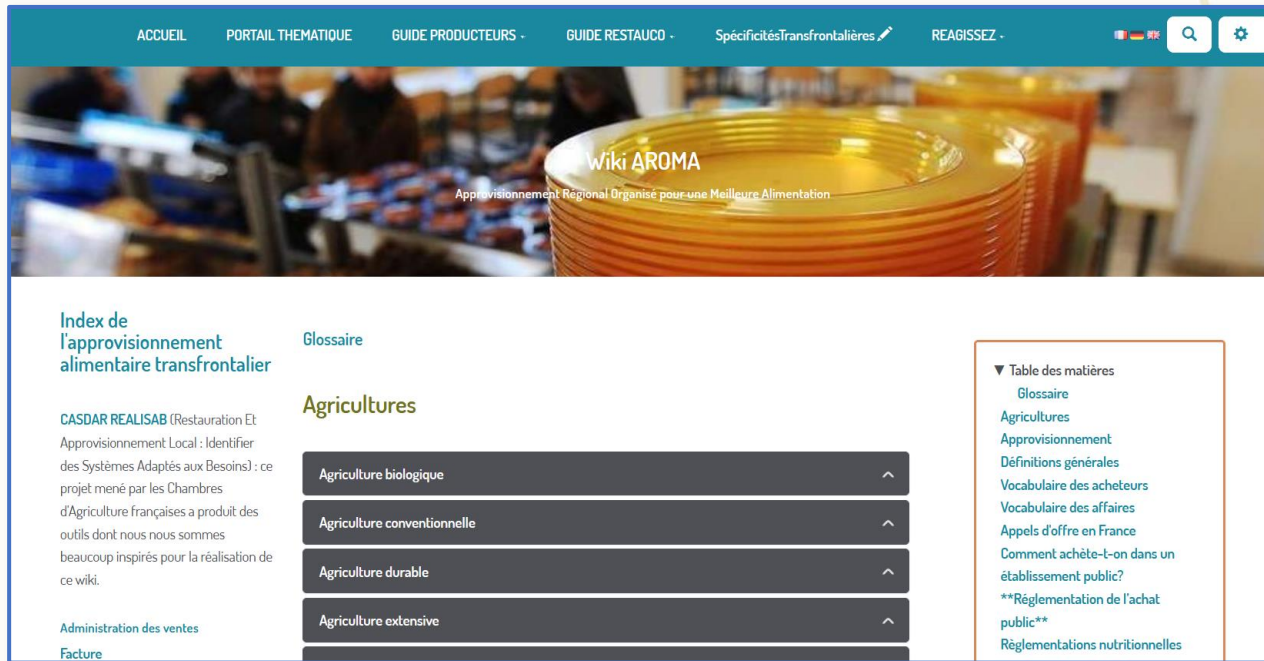 ACCUEIL PORTAIL THEMATIQUE GUIDE PRODUCTEURS GUIDE RESTAUCO SpécificitésTransfrontalières REAGISSEZ
Wiki AROMA
Approvisionnement Régional Organisé pour une Meilleure Alimentation
Index de
l'approvisionnement
alimentaire transfrontalier
CASDAR REALISAB (Restauration Et
Approvisionnement Local : Identifier
des Systèmes Adaptés aux Besoins) : ce
projet mené par les Chambres
d'Agriculture françaises a produit des
outils dont nous nous sommes
beaucoup inspirés pour la réalisation de
ce wiki.
Administration des ventes
Facture
Glossaire
Agricultures
Agriculture biologique
Agriculture conventionnelle
Agriculture durable
Agriculture extensive
▼ Table des matières
Glossaire
Agricultures
Approvisionnement
Définitions générales
Vocabulaire des acheteurs
Vocabulaire des affaires
Appels d'offre en France
Comment achète-t-on dans un
établissement public?
**Réglementation de l'achat
public**
Règlementations nutritionnelles